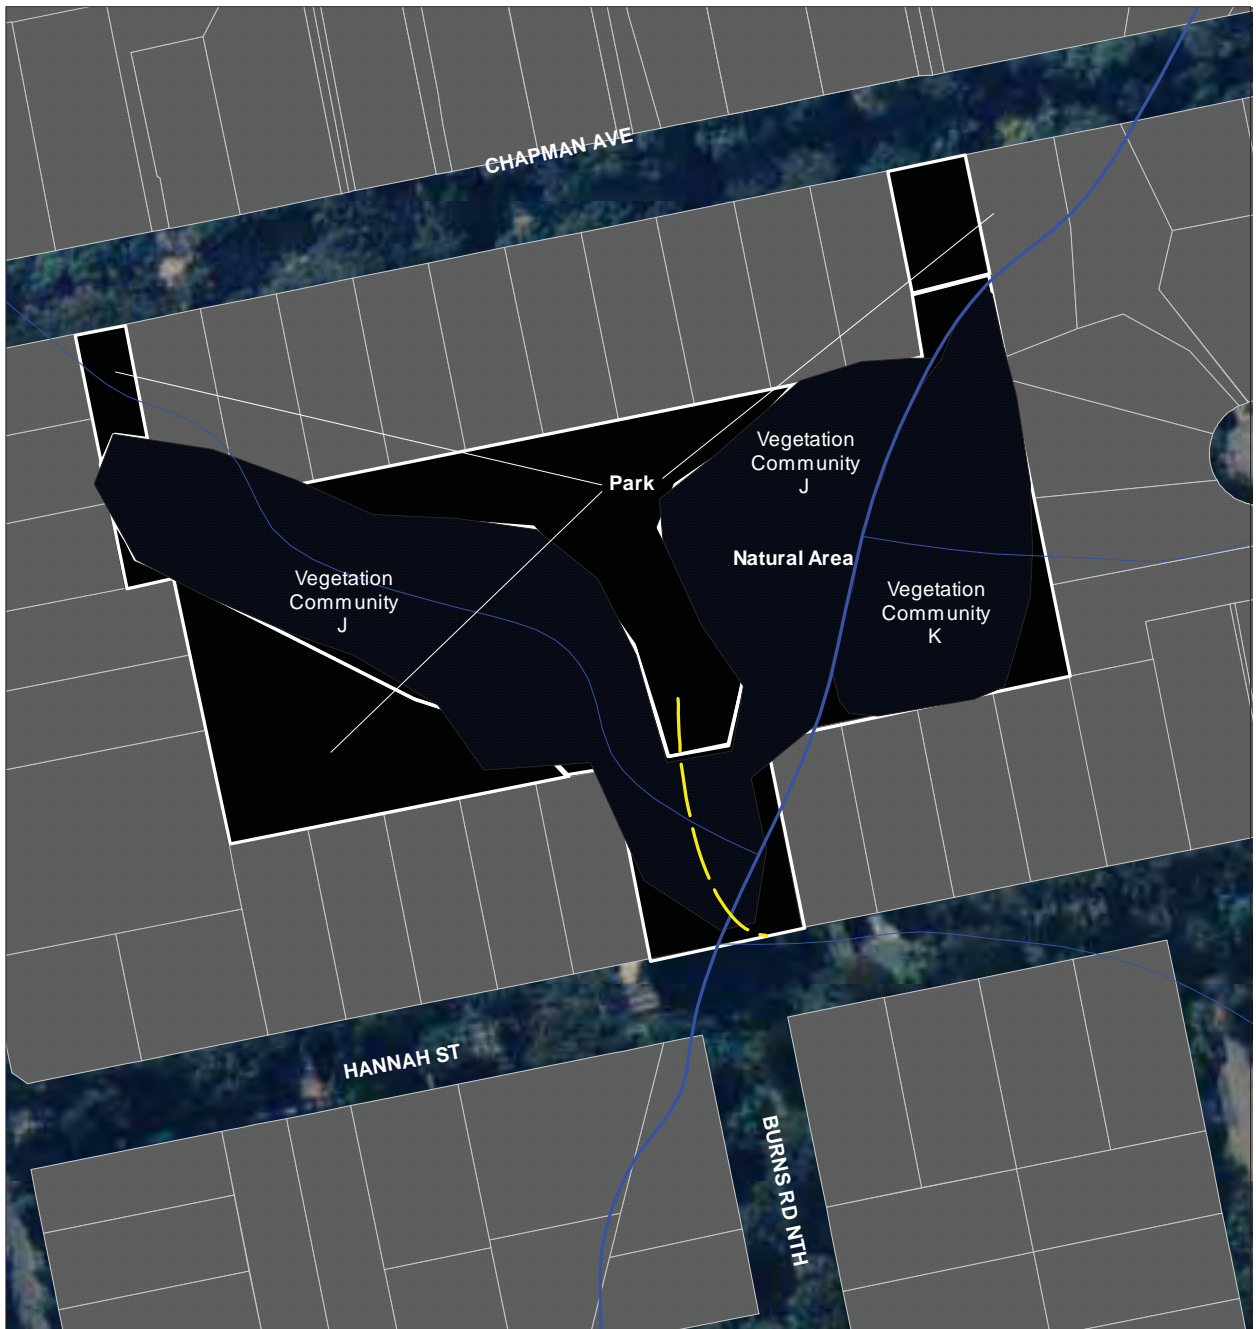 CHAPMAN AVE
Vegetation
Community
J
Park
Natural Area
Vegetation
Community
J
Vegetation
Community
K
HANNAH ST
BURNS RD NTH